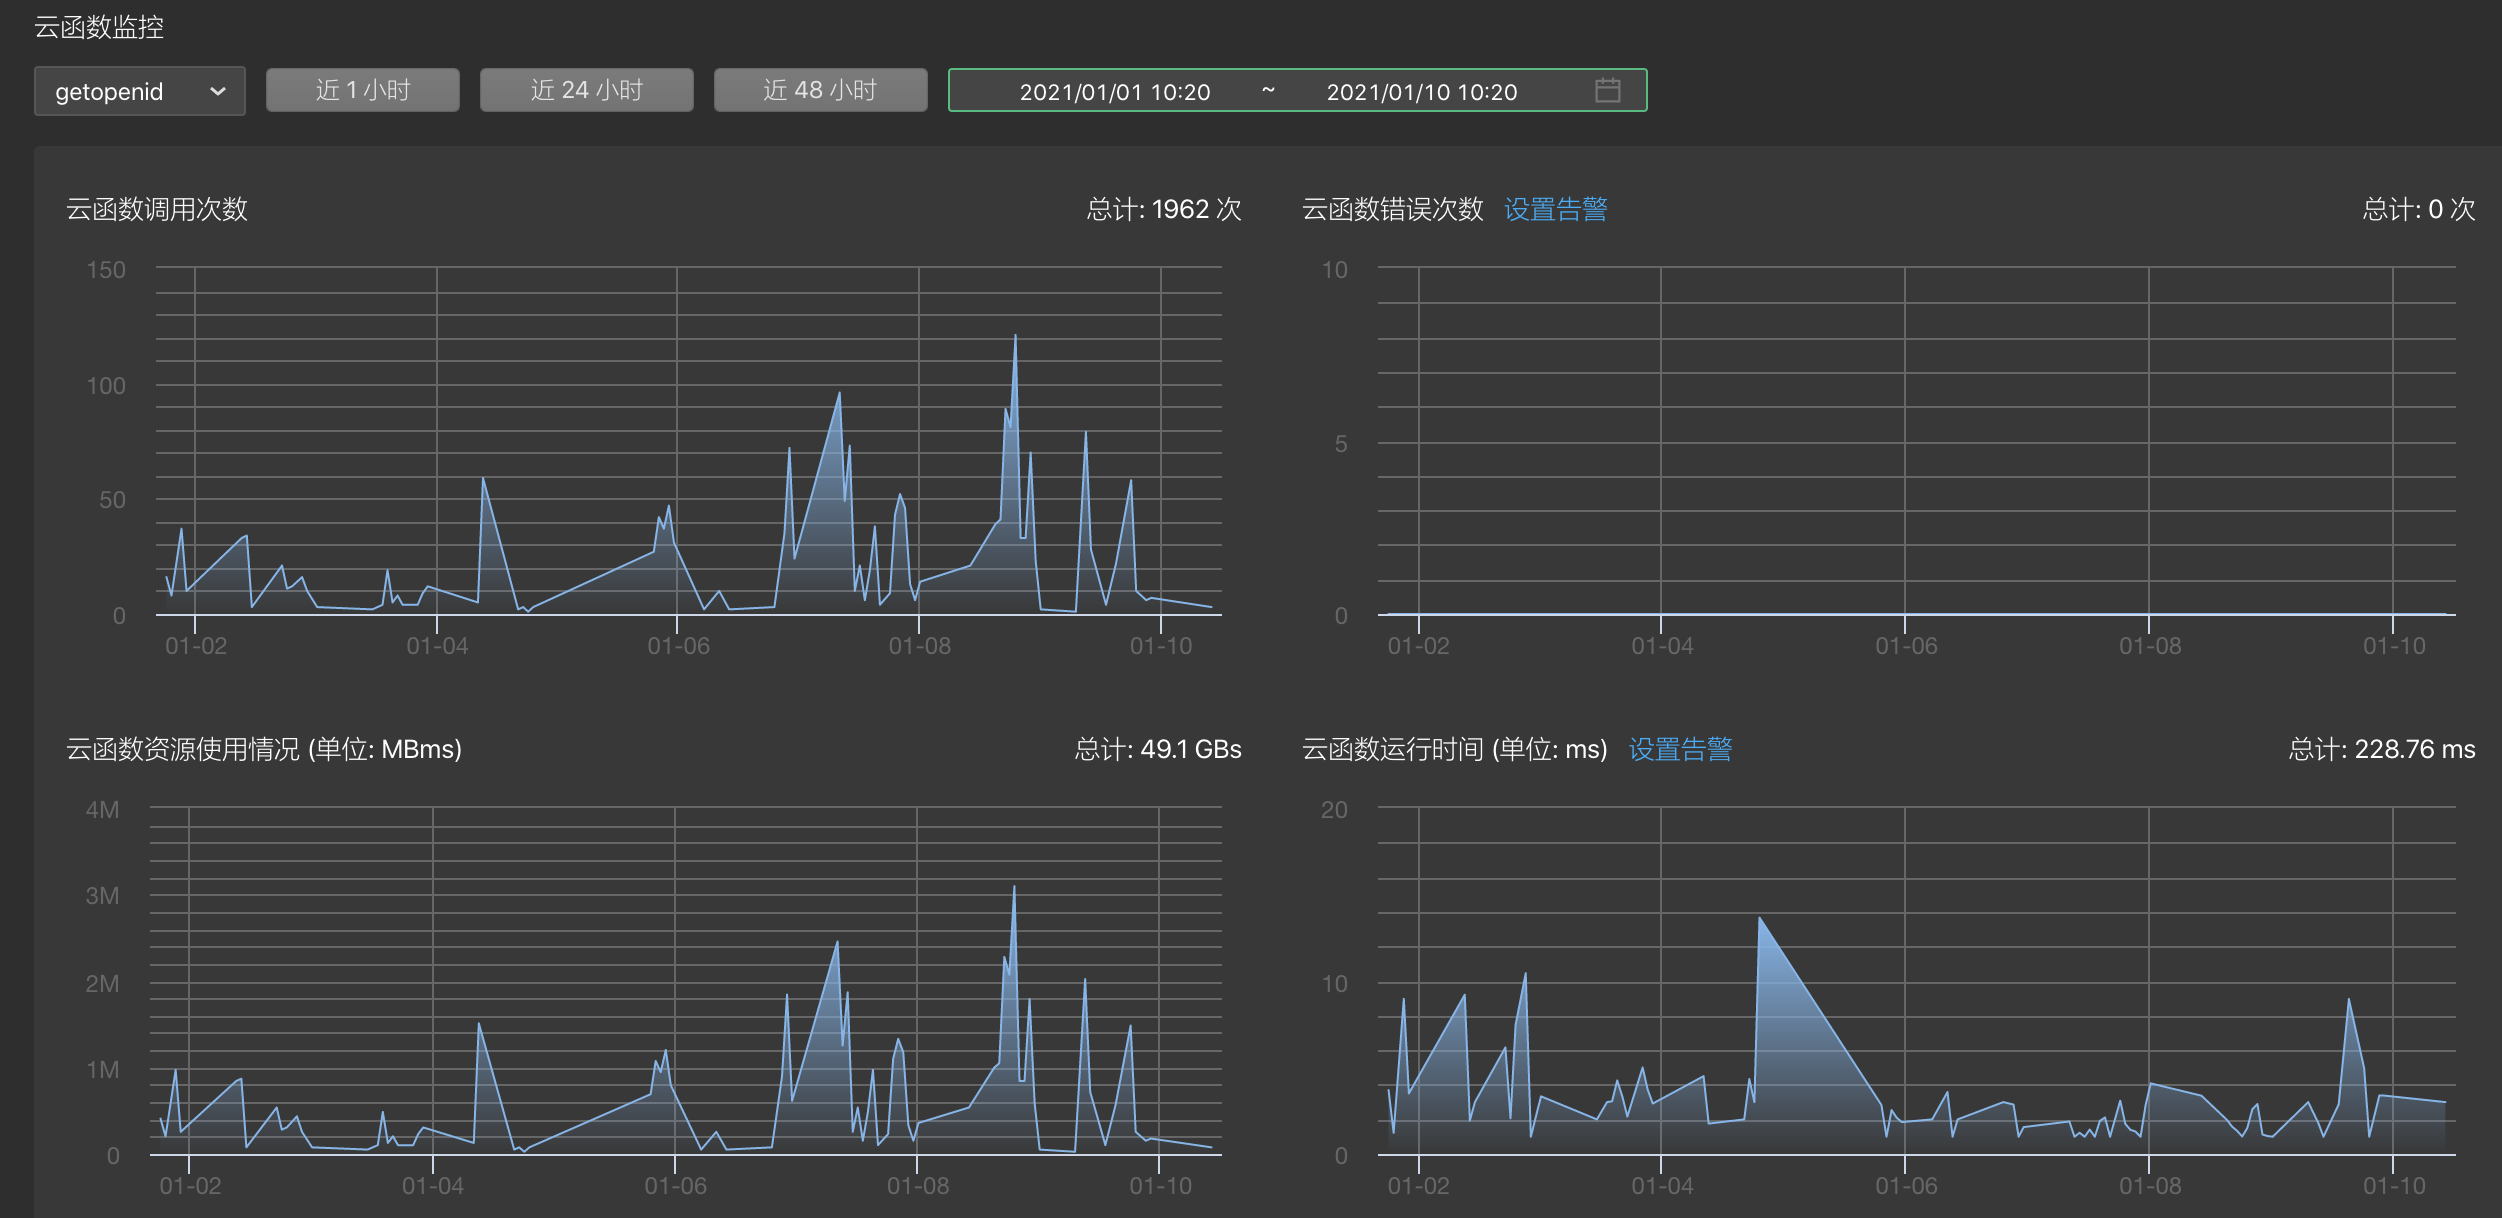 云函数监控
getopenid 近 1 小时 近 24 小时 近 48 小时 2021/01/01 10:20 ~ 2021/01/10 10:20
云函数调用次数 总计: 1962 次
150
100
50
0
01-02 01-04 01-06 01-08 01-10
云函数错误次数 设置告警 总计: 0 次
10
5
0
01-02 01-04 01-06 01-08 01-10
云函数资源使用情况 (单位: MBms) 总计: 49.1 GBs
4M
3M
2M
1M
0
01-02 01-04 01-06 01-08 01-10
云函数运行时间 (单位: ms) 设置告警 总计: 228.76 ms
20
10
0
01-02 01-04 01-06 01-08 01-10